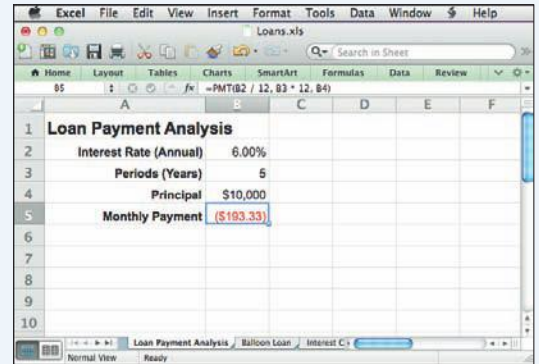 Excel File Edit View Insert Format Tools Data Window Help
Loans.xls
Search in Sheet
Home Layout Tables Charts SmartArt Formulas Data Review
B5 fx =PMT(B2 / 12, B3 * 12, B4)
A B C D E F
1 Loan Payment Analysis
2 Interest Rate (Annual) 6.00%
3 Periods (Years) 5
4 Principal $10,000
5 Monthly Payment ($193.33)
6
7
8
9
10
Loan Payment Analysis Balloon Loan Interest C
Normal View Ready